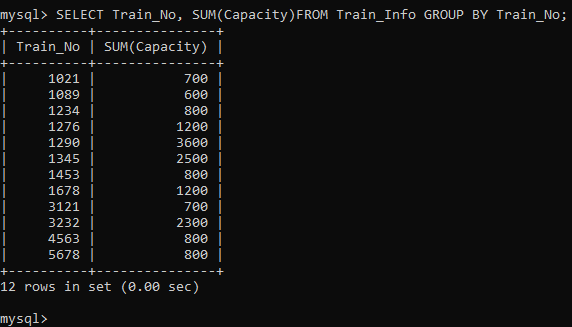 mysql> SELECT Train_No, SUM(Capacity)FROM Train_Info GROUP BY Train_No;
+----------+---------------+
| Train_No | SUM(Capacity) |
+----------+---------------+
|     1021 |           700 |
|     1089 |           600 |
|     1234 |           800 |
|     1276 |          1200 |
|     1290 |          3600 |
|     1345 |          2500 |
|     1453 |           800 |
|     1678 |          1200 |
|     3121 |           700 |
|     3232 |          2300 |
|     4563 |           800 |
|     5678 |           800 |
+----------+---------------+
12 rows in set (0.00 sec)
mysql>